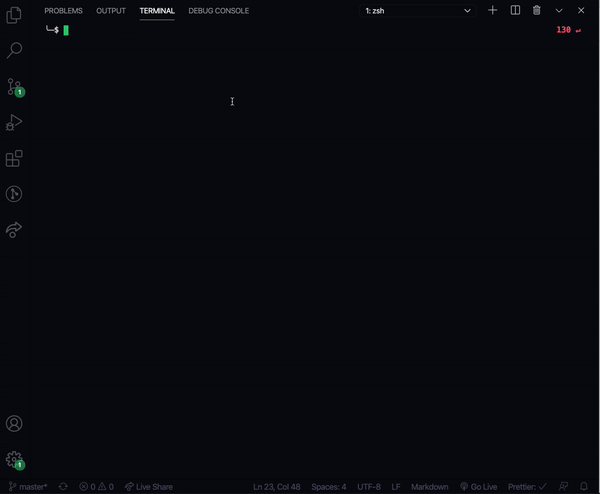 PROBLEMS OUTPUT TERMINAL DEBUG CONSOLE 1: zsh
╰─$ 130 ↵
1
1
master* 0 0 Live Share Ln 23, Col 48 Spaces: 4 UTF-8 LF Markdown Go Live Prettier: ✓